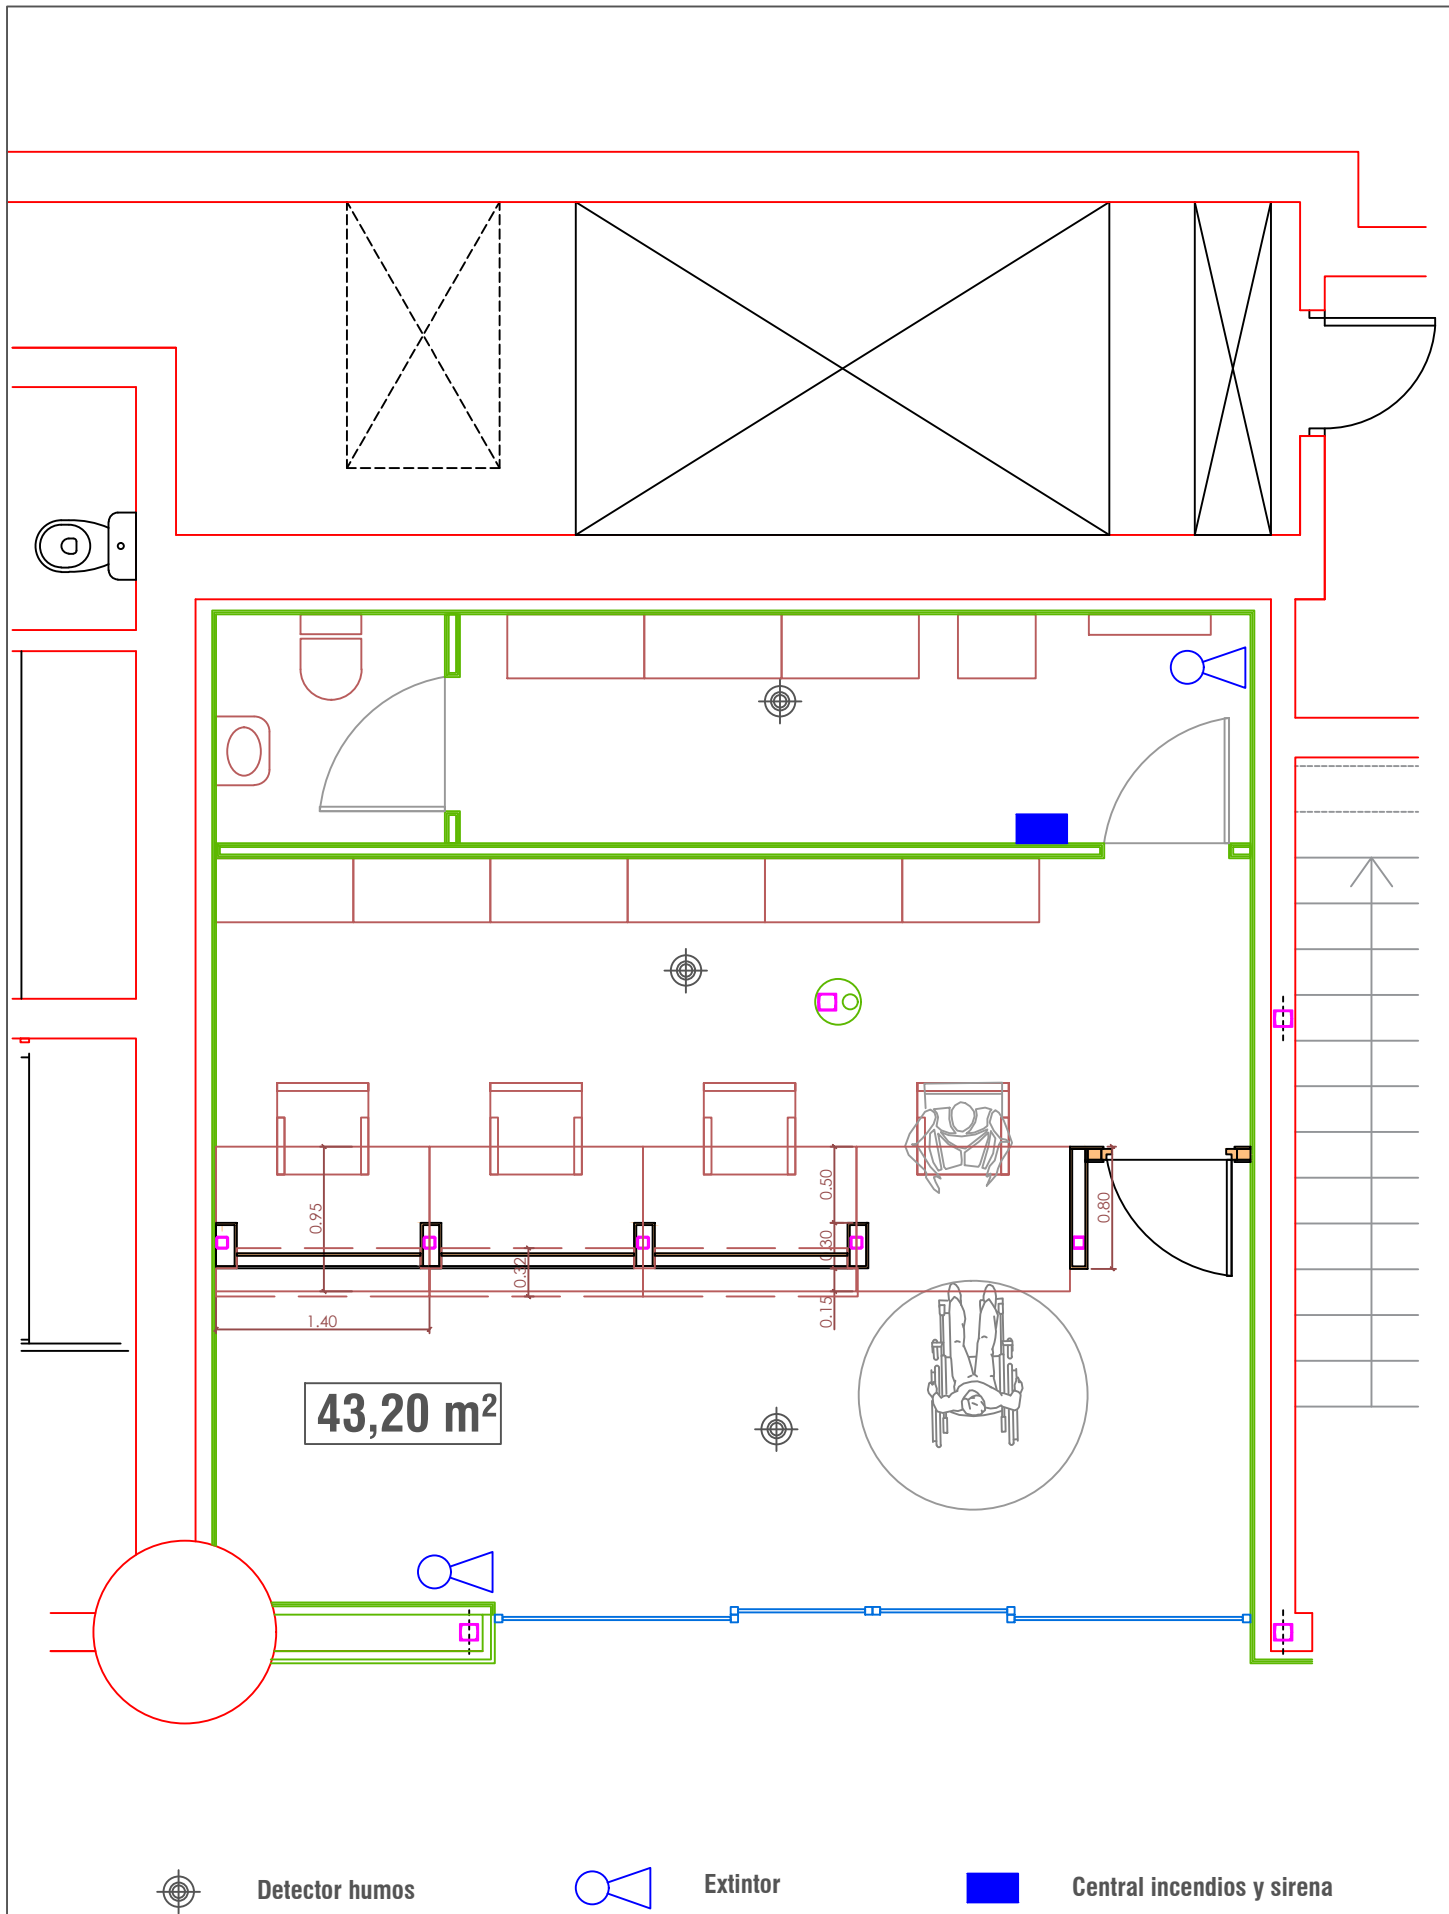 0.95
0.50
0.80
0.30
0.32
0.15
1.40
43,20 m²
Detector humos
Extintor
Central incendios y sirena